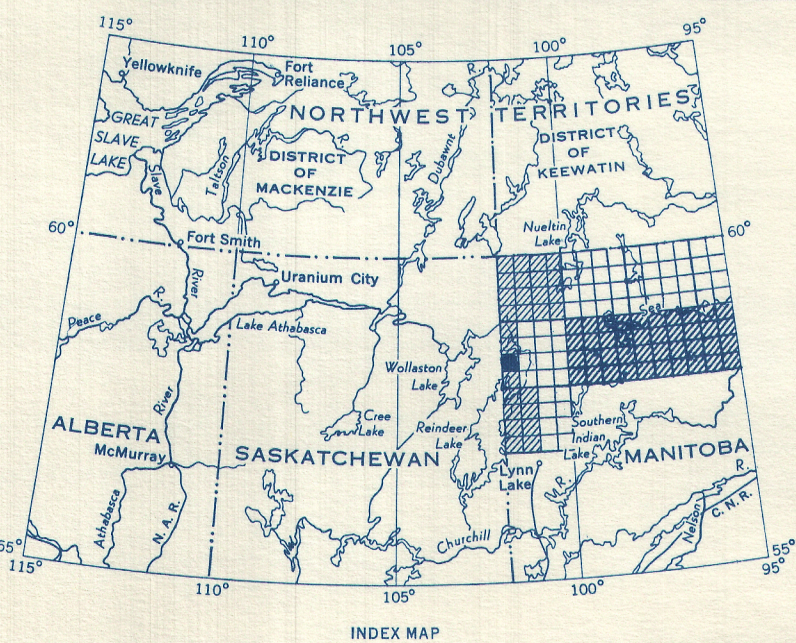 115°
110°
105°
100°
95°
Yellowknife
Fort
Reliance
R.
NORTHWEST TERRITORIES
GREAT
SLAVE
LAKE
Slave
Taltson
R.
DISTRICT
OF
MACKENZIE
Dubawnt
DISTRICT
OF
KEEWATIN
60°
Fort Smith
Nueltin
Lake
60°
River
Uranium City
Peace
R.
Lake Athabasca
Seal
Wollaston
Lake
River
Cree
Lake
Reindeer
Lake
Southern
Indian
Lake
ALBERTA
McMurray
SASKATCHEWAN
MANITOBA
Lynn
Lake
R.
Athabasca
N.A.R.
Churchill
Nelson
C.N.R.
55°
115°
110°
105°
100°
55°
95°
INDEX MAP